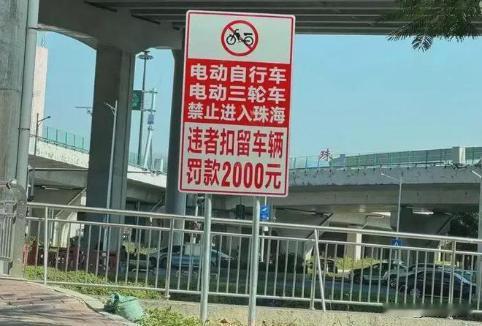 电动自行车
电动三轮车
禁止进入珠海
违者扣留车辆
罚款2000元
珠